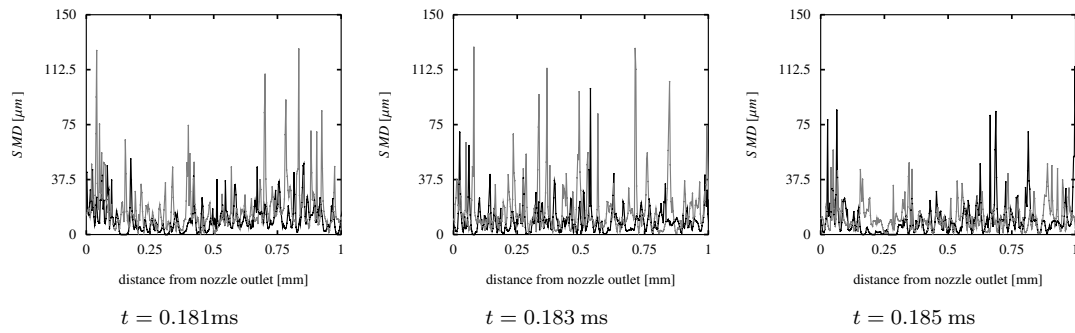 150
112.5
75
37.5
0
SMD [μm]
0 0.25 0.5 0.75 1
distance from nozzle outlet [mm]
t = 0.181ms
150
112.5
75
37.5
0
SMD [μm]
0 0.25 0.5 0.75 1
distance from nozzle outlet [mm]
t = 0.183 ms
150
112.5
75
37.5
0
SMD [μm]
0 0.25 0.5 0.75 1
distance from nozzle outlet [mm]
t = 0.185 ms